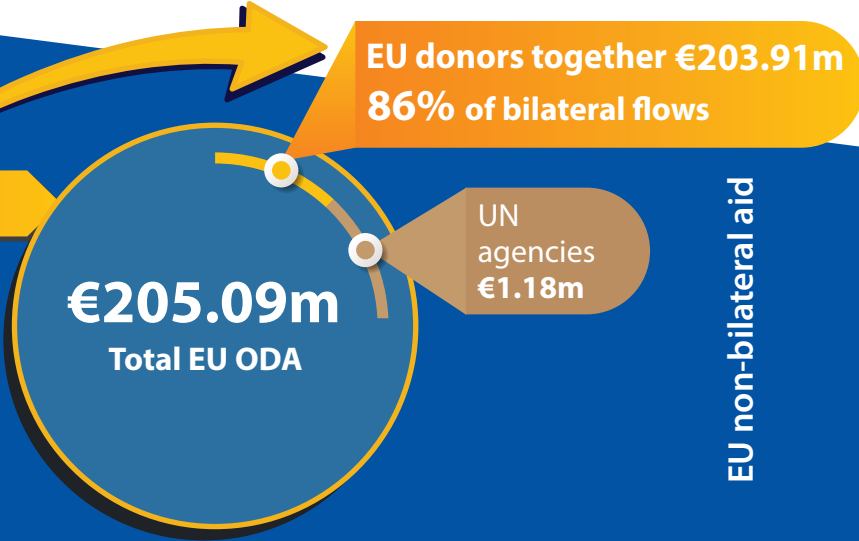 EU donors together €203.91m
86% of bilateral flows
UN
agencies
€1.18m
€205.09m
Total EU ODA
EU non-bilateral aid